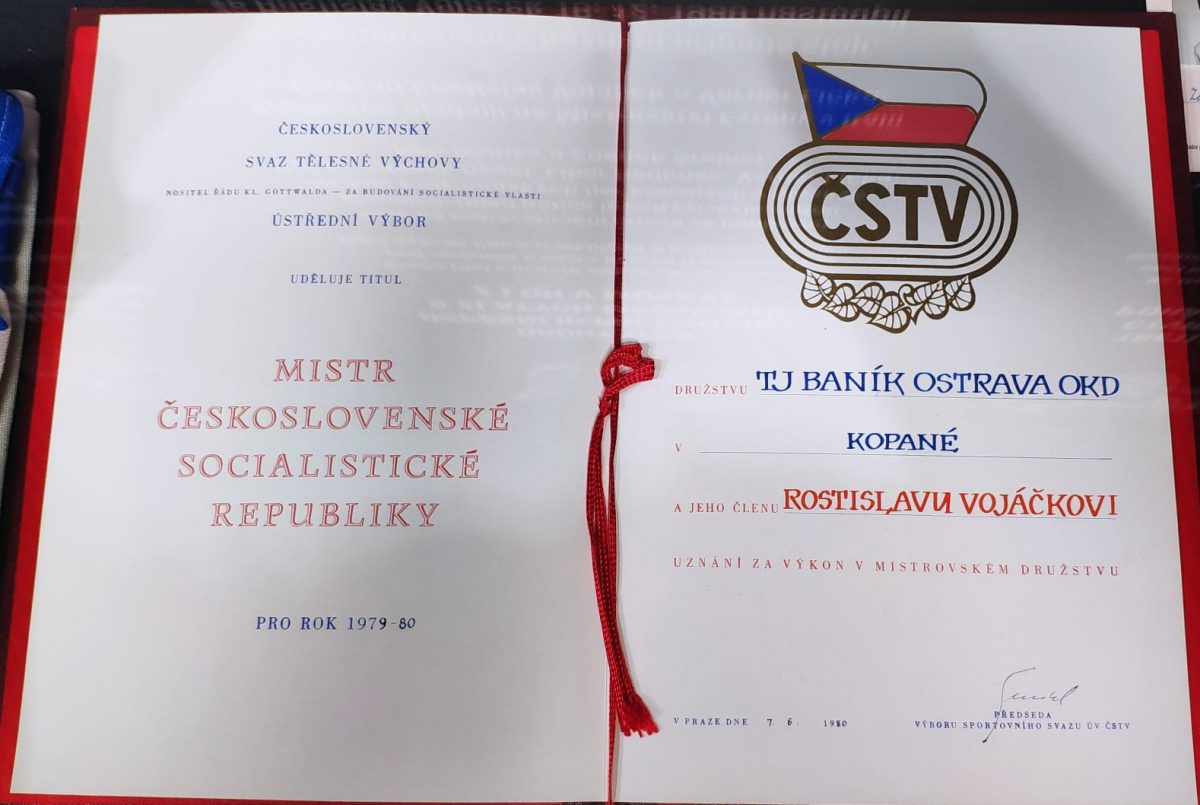 ČESKOSLOVENSKÝ
SVAZ TĚLESNÉ VÝCHOVY
NOSITEL ŘÁDU KL. GOTTWALDA — ZA BUDOVÁNÍ SOCIALISTICKÉ VLASTI
ÚSTŘEDNÍ VÝBOR
UDĚLUJE TITUL
MISTR
ČESKOSLOVENSKÉ
SOCIALISTICKÉ
REPUBLIKY
PRO ROK 1979-80
ČSTV
DRUŽSTVU TJ BANÍK OSTRAVA OKD
V KOPANÉ
A JEHO ČLENU ROSTISLAVU VOJÁČKOVI
UZNÁNÍ ZA VÝKON V MISTROVSKÉM DRUŽSTVU
V PRAZE DNE 7. 6. 1980
PŘEDSEDA
VÝBORU SPORTOVNÍHO SVAZU ÚV ČSTV